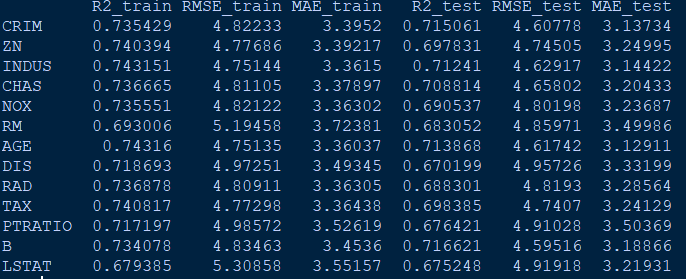 R2_train RMSE_train MAE_train R2_test RMSE_test MAE_test
CRIM 0.735429 4.82233 3.3952 0.715061 4.60778 3.13734
ZN 0.740394 4.77686 3.39217 0.697831 4.74505 3.24995
INDUS 0.743151 4.75144 3.3615 0.71241 4.62917 3.14422
CHAS 0.736665 4.81105 3.37897 0.708814 4.65802 3.20433
NOX 0.735551 4.82122 3.36302 0.690537 4.80198 3.23687
RM 0.693006 5.19458 3.72381 0.683052 4.85971 3.49986
AGE 0.74316 4.75135 3.36037 0.713868 4.61742 3.12911
DIS 0.718693 4.97251 3.49345 0.670199 4.95726 3.33199
RAD 0.736878 4.80911 3.36305 0.688301 4.8193 3.28564
TAX 0.740817 4.77298 3.36438 0.698385 4.7407 3.24129
PTRATIO 0.717197 4.98572 3.52619 0.676421 4.91028 3.50369
B 0.734078 4.83463 3.4536 0.716621 4.59516 3.18866
LSTAT 0.679385 5.30858 3.55157 0.675248 4.91918 3.21931